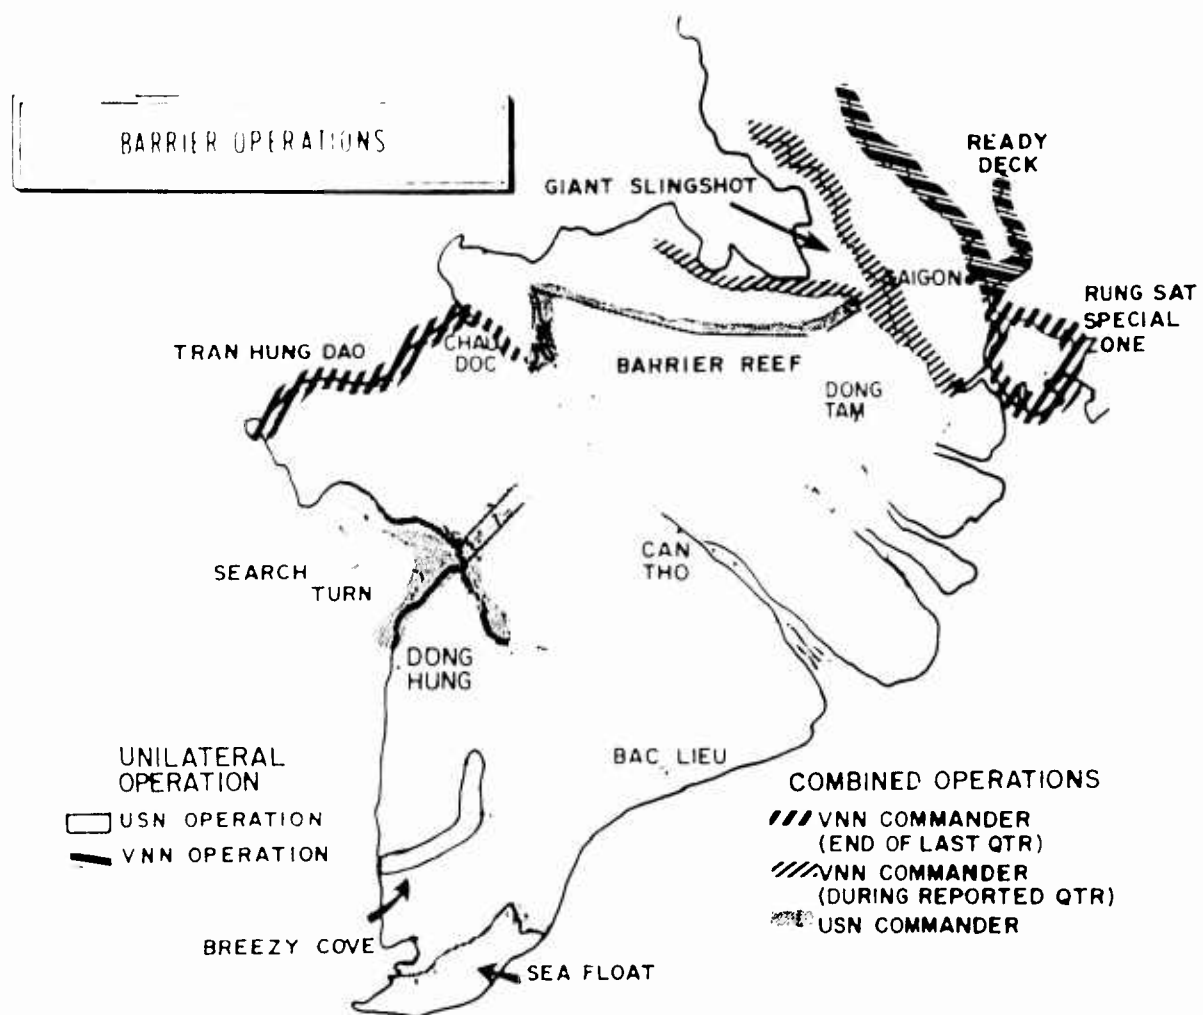 BARRIER OPERATIONS
READY
DECK
GIANT SLINGSHOT
SAIGON
RUNG SAT
SPECIAL
ZONE
TRAN HUNG DAO
CHAU
DOC
BARRIER REEF
DONG
TAM
SEARCH
TURN
CAN
THO
DONG
HUNG
BAC LIEU
UNILATERAL
OPERATION
USN OPERATION
VNN OPERATION
COMBINED OPERATIONS
VNN COMMANDER
(END OF LAST QTR)
VNN COMMANDER
(DURING REPORTED QTR)
USN COMMANDER
BREEZY COVE
SEA FLOAT